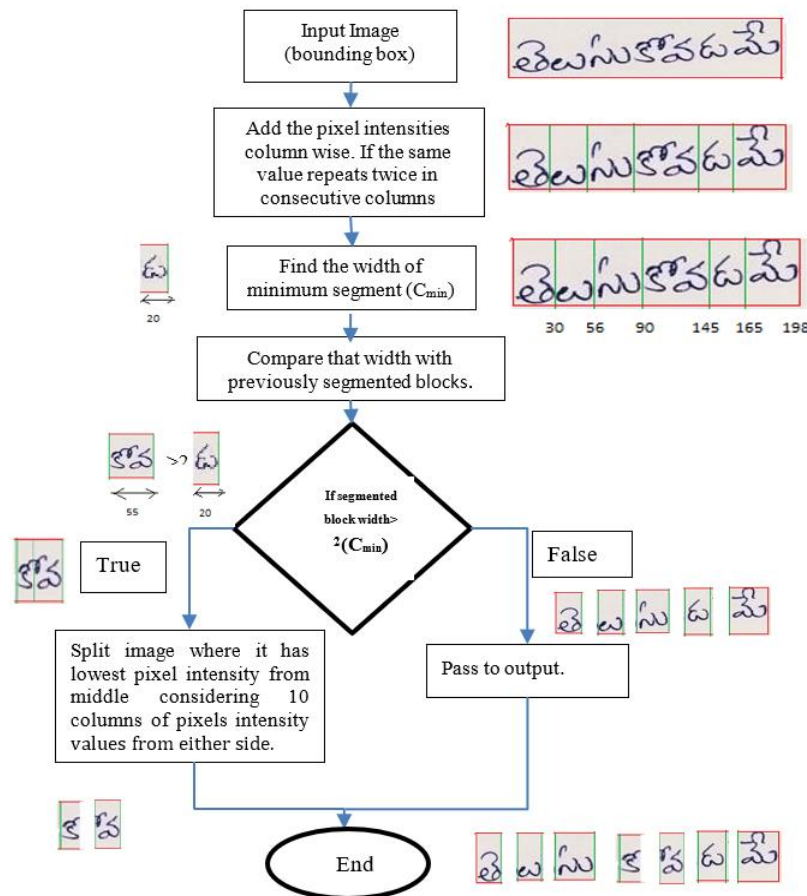 Input Image
(bounding box)
తెలుసుకోవడుమే
Add the pixel intensities
column wise. If the same
value repeats twice in
consecutive columns
తెలుసుకోవడుమే
Find the width of
minimum segment (Cmin)
డు
20
తెలుసుకోవడుమే
30 56 90 145 165 198
Compare that width with
previously segmented blocks.
కోవ >2 డు
55 20
If segmented
block width>
2(Cmin)
True
False
కోవ
తె లు సు డు మే
Split image where it has
lowest pixel intensity from
middle considering 10
columns of pixels intensity
values from either side.
Pass to output.
కో వ
End
తె లు సు కో వ డు మే